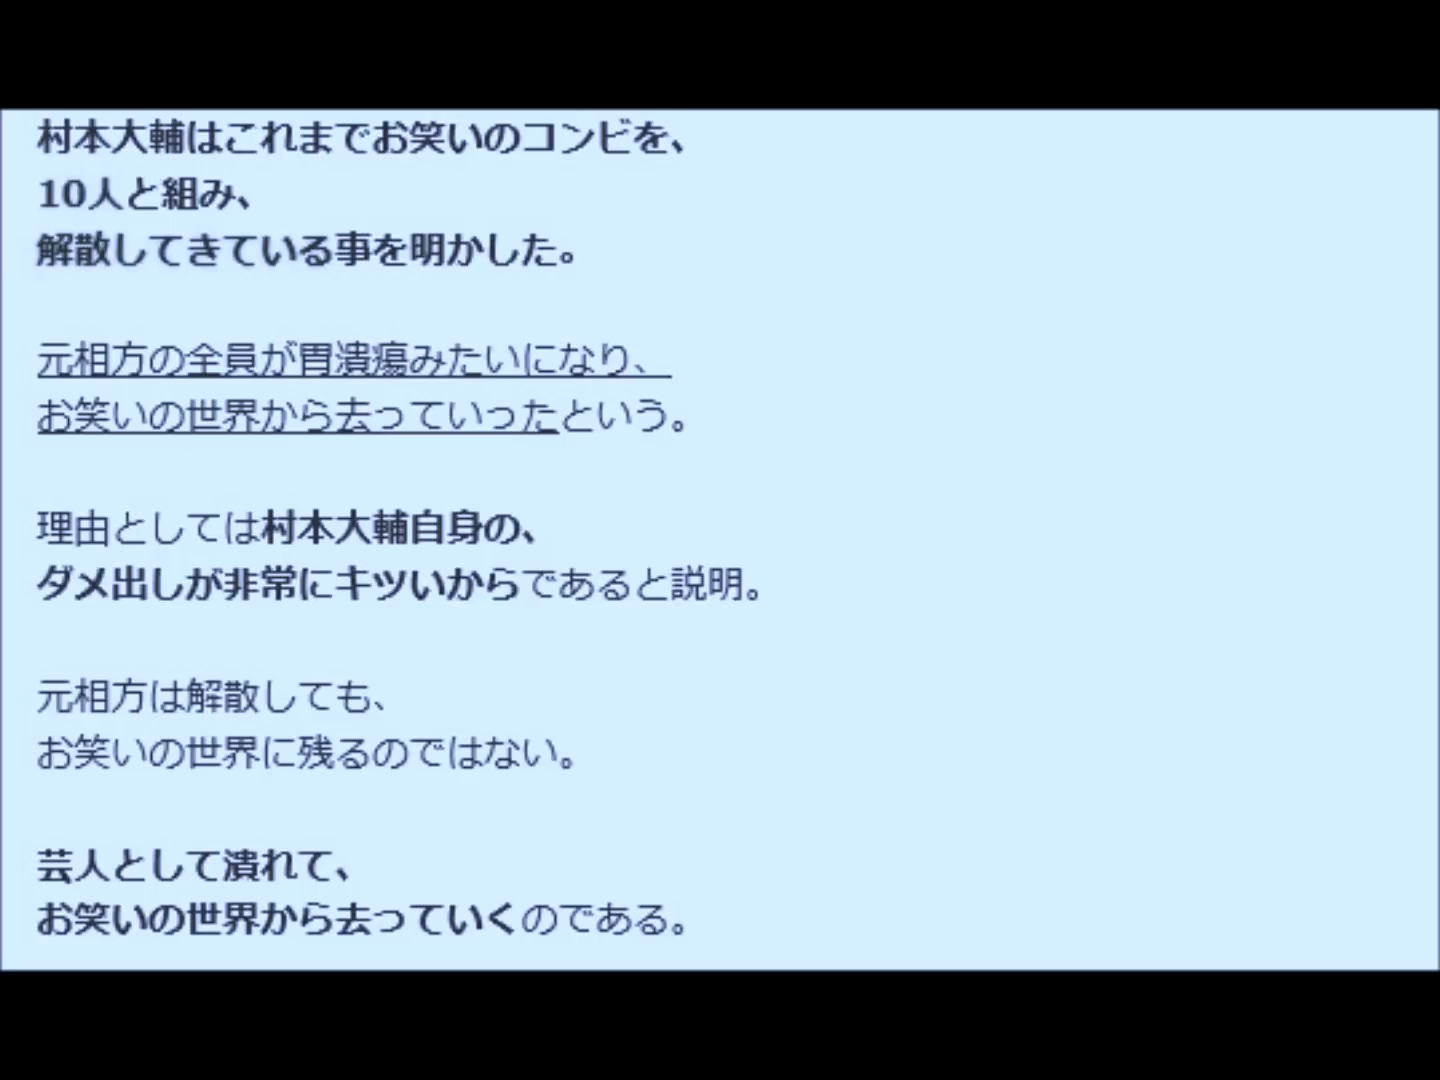 村本大輔はこれまでお笑いのコンビを、
10人と組み、
解散してきている事を明かした。
元相方の全員が胃潰瘍みたいになり、
お笑いの世界から去っていったという。
理由としては村本大輔自身の、
ダメ出しが非常にキツいからであると説明。
元相方は解散しても、
お笑いの世界に残るのではない。
芸人として潰れて、
お笑いの世界から去っていくのである。